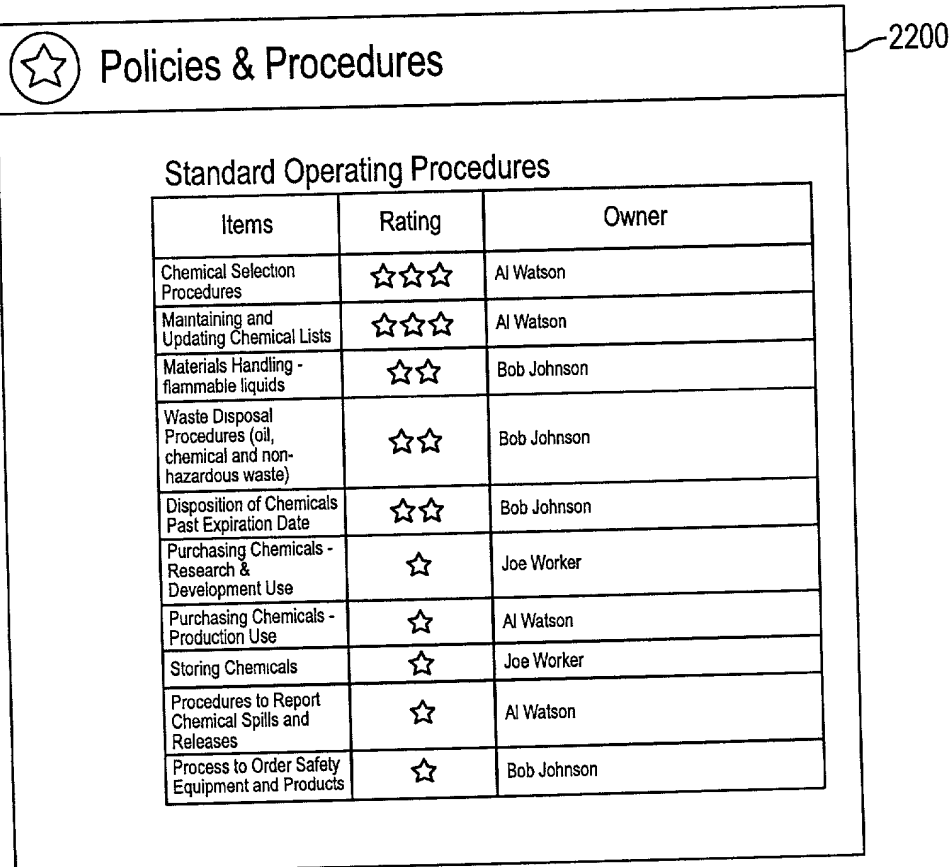 2200
Policies & Procedures
Standard Operating Procedures
Items Rating Owner
Chemical Selection
Procedures
Al Watson
Maintaining and
Updating Chemical Lists
Al Watson
Materials Handling -
flammable liquids
Bob Johnson
Waste Disposal
Procedures (oil,
chemical and non-
hazardous waste)
Bob Johnson
Disposition of Chemicals
Past Expiration Date
Bob Johnson
Purchasing Chemicals -
Research &
Development Use
Joe Worker
Purchasing Chemicals -
Production Use
Al Watson
Storing Chemicals
Joe Worker
Procedures to Report
Chemical Spills and
Releases
Al Watson
Process to Order Safety
Equipment and Products
Bob Johnson